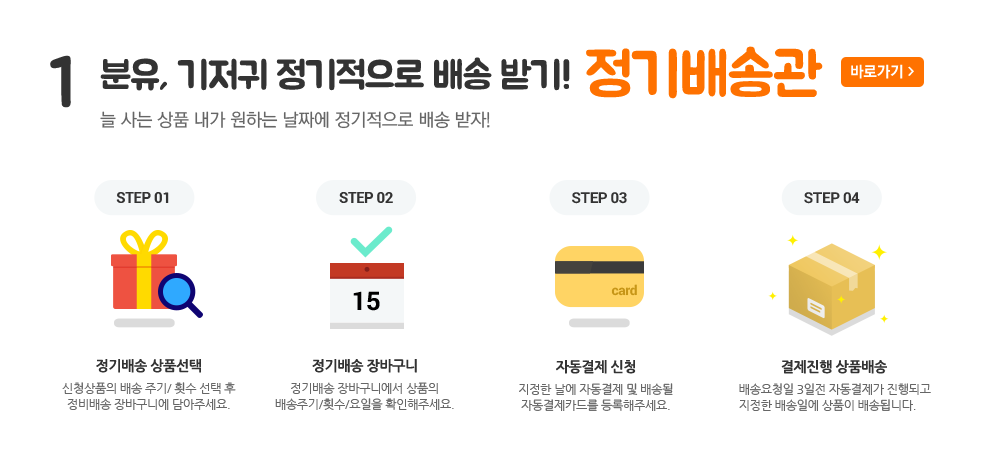 1 분유, 기저귀 정기적으로 배송 받기! 정기배송관 바로가기 >
늘 사는 상품 내가 원하는 날짜에 정기적으로 배송 받자!
STEP 01
STEP 02
STEP 03
STEP 04
15
card
정기배송 상품선택
신청상품의 배송 주기/ 횟수 선택 후
정비배송 장바구니에 담아주세요.
정기배송 장바구니
정기배송 장바구니에서 상품의
배송주기/횟수/요일을 확인해주세요.
자동결제 신청
지정한 날에 자동결제 및 배송될
자동결제카드를 등록해주세요.
결제진행 상품배송
배송요청일 3일전 자동결제가 진행되고
지정한 배송일에 상품이 배송됩니다.